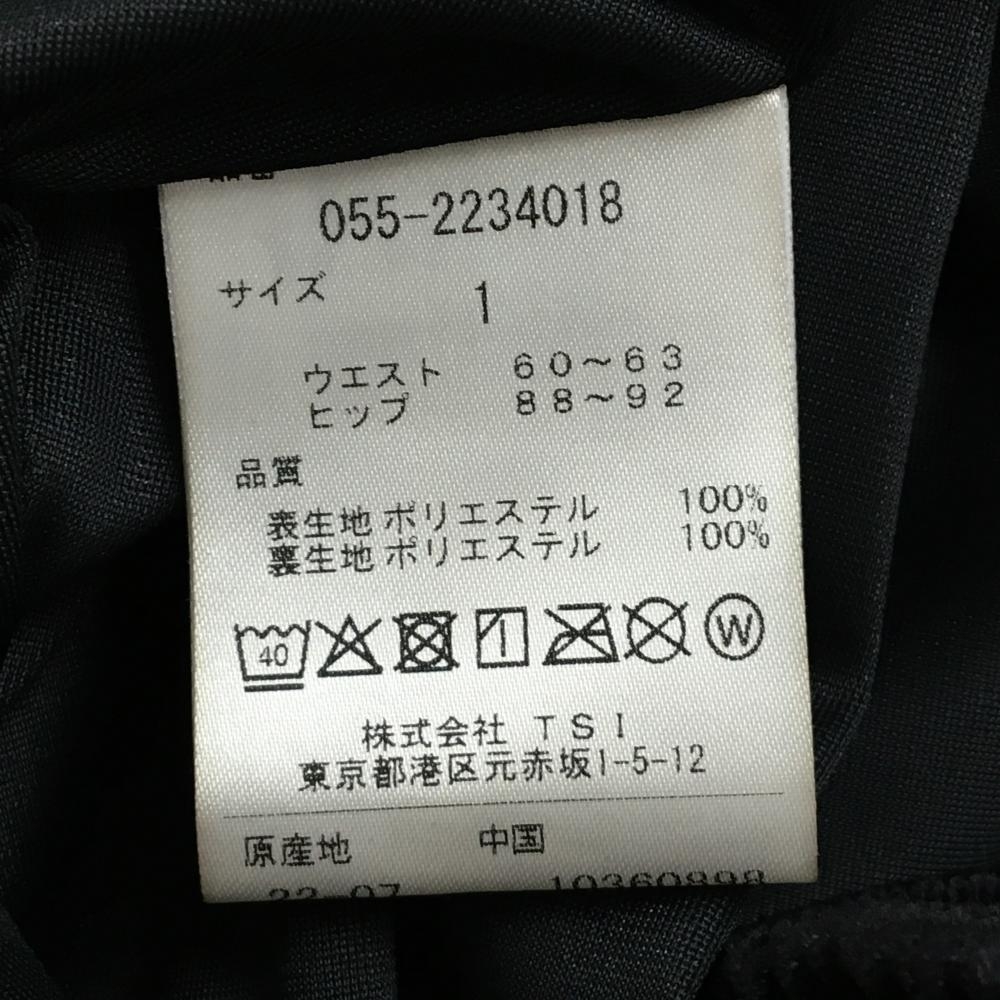 055-2234018
サイズ 1
ウエスト 60～63
ヒップ 88～92
品質
表生地 ポリエステル 100%
裏生地 ポリエステル 100%
40 W
株式会社 TSI
東京都港区元赤坂1-5-12
原産地 中国
22-07 10360898